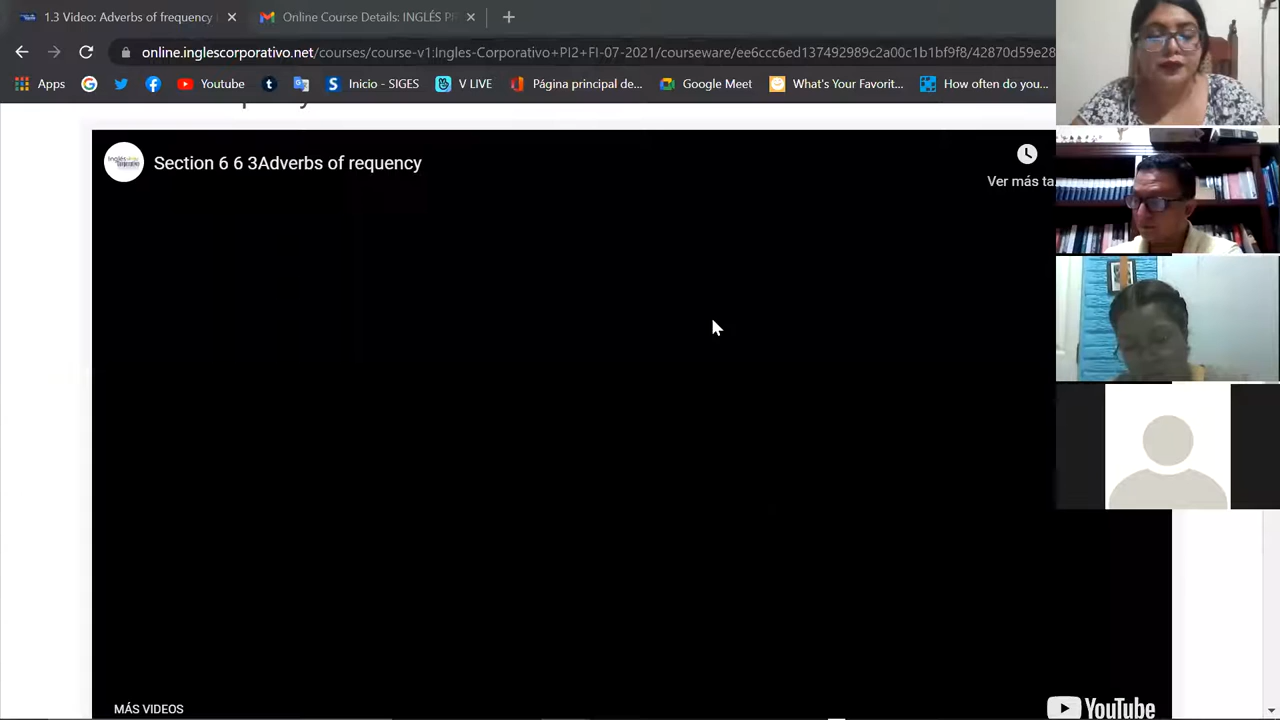 1.3 Video: Adverbs of frequency
Online Course Details: INGLÉS PR
online.inglescorporativo.net/courses/course-v1:Ingles-Corporativo+PI2+FI-07-2021/courseware/ee6ccc6ed137492989c2a00c1b1bf9f8/42870d59e28
Apps
Youtube
Inicio - SIGES
V LIVE
Página principal de...
Google Meet
What's Your Favorit...
How often do you...
Section 6 6 3Adverbs of requency
Ver más ta
MÁS VIDEOS
YouTube